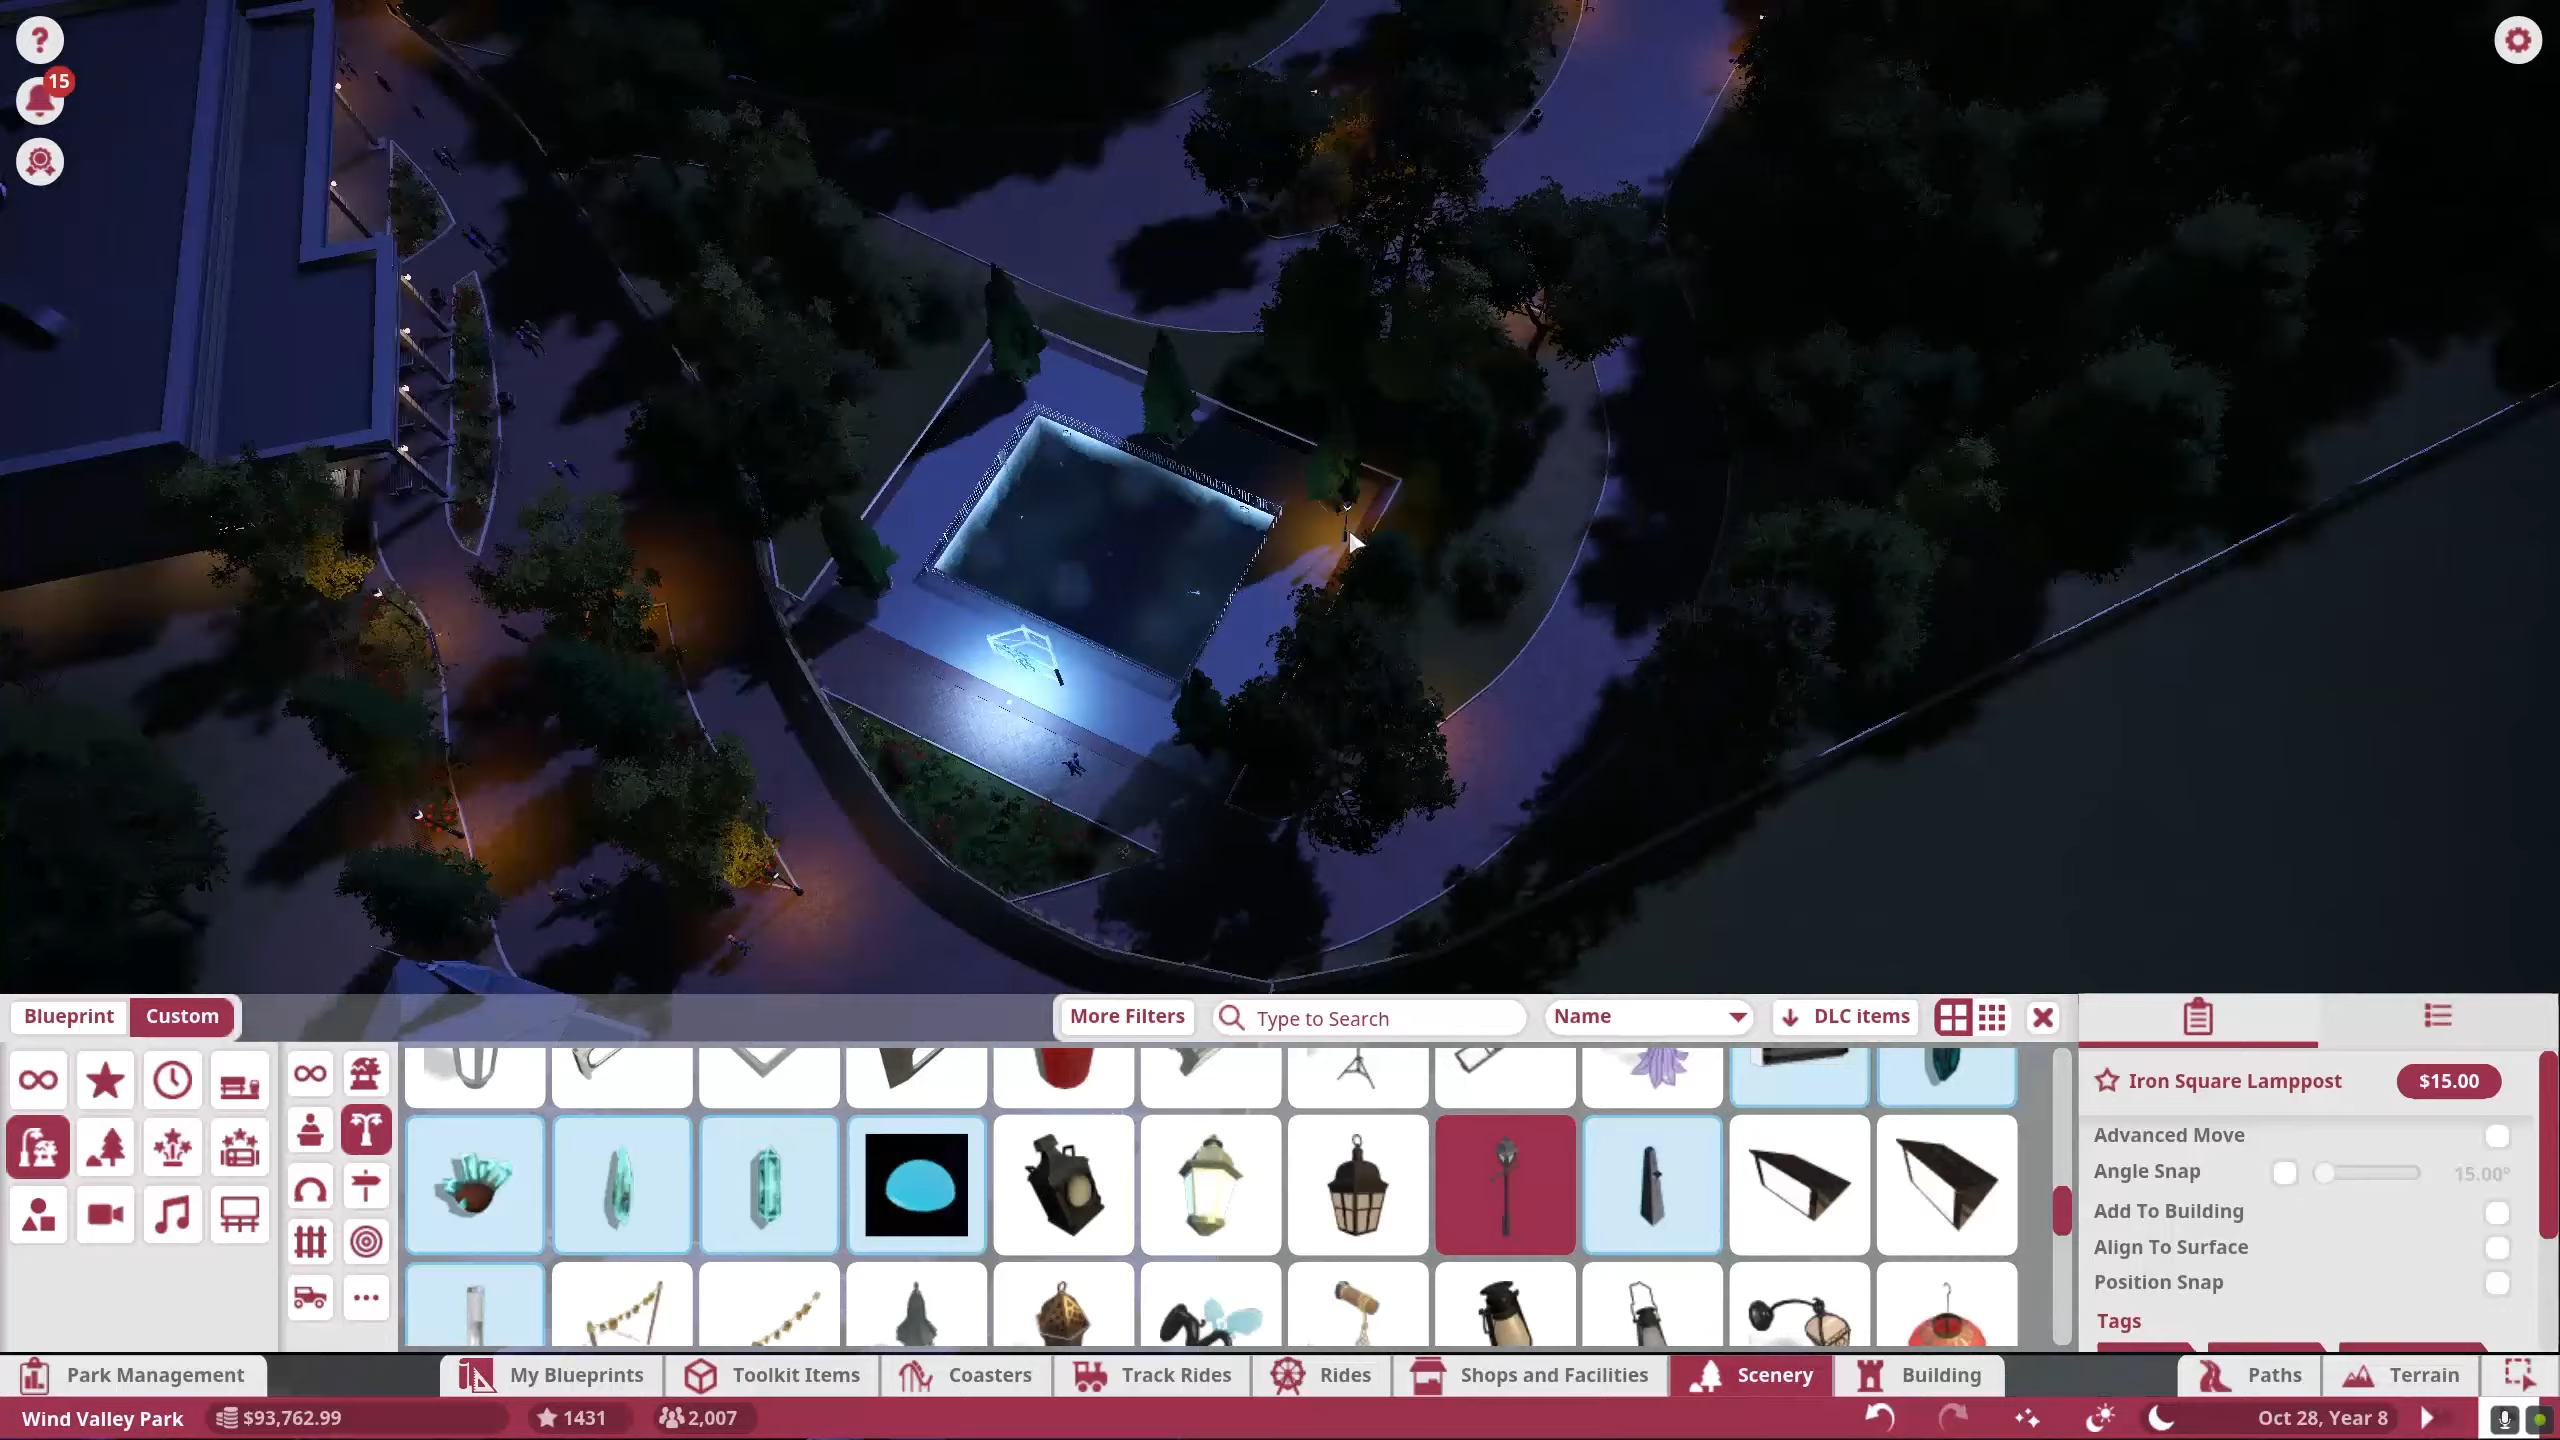 ?
15
Blueprint Custom More Filters Type to Search Name DLC items
Iron Square Lamppost $15.00
Advanced Move
Angle Snap 15.00°
Add To Building
Align To Surface
Position Snap
Tags
Park Management My Blueprints Toolkit Items Coasters Track Rides Rides Shops and Facilities Scenery Building Paths Terrain
Wind Valley Park $93,762.99 1431 2,007 Oct 28, Year 8